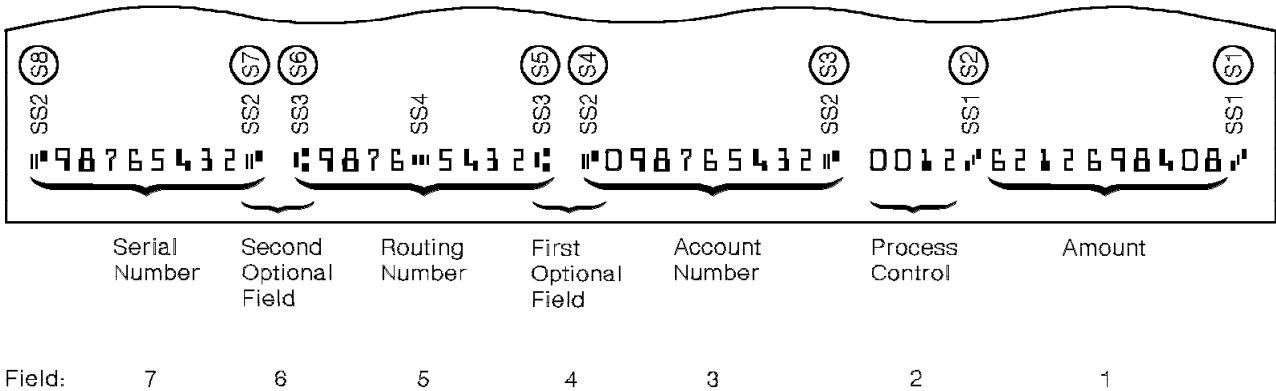 S8 S7 S6 S5 S4 S3 S2 S1
SS2 SS2 SS3 SS4 SS3 SS2 SS2 SS1 SS1
⑈98765432⑈ ⑆9876⑉5432⑆ ⑈098765432⑈ 0012⑇6212698408⑇
Serial Second Routing First Account Process Amount
Number Optional Number Optional Number Control
Field Field
Field: 7 6 5 4 3 2 1